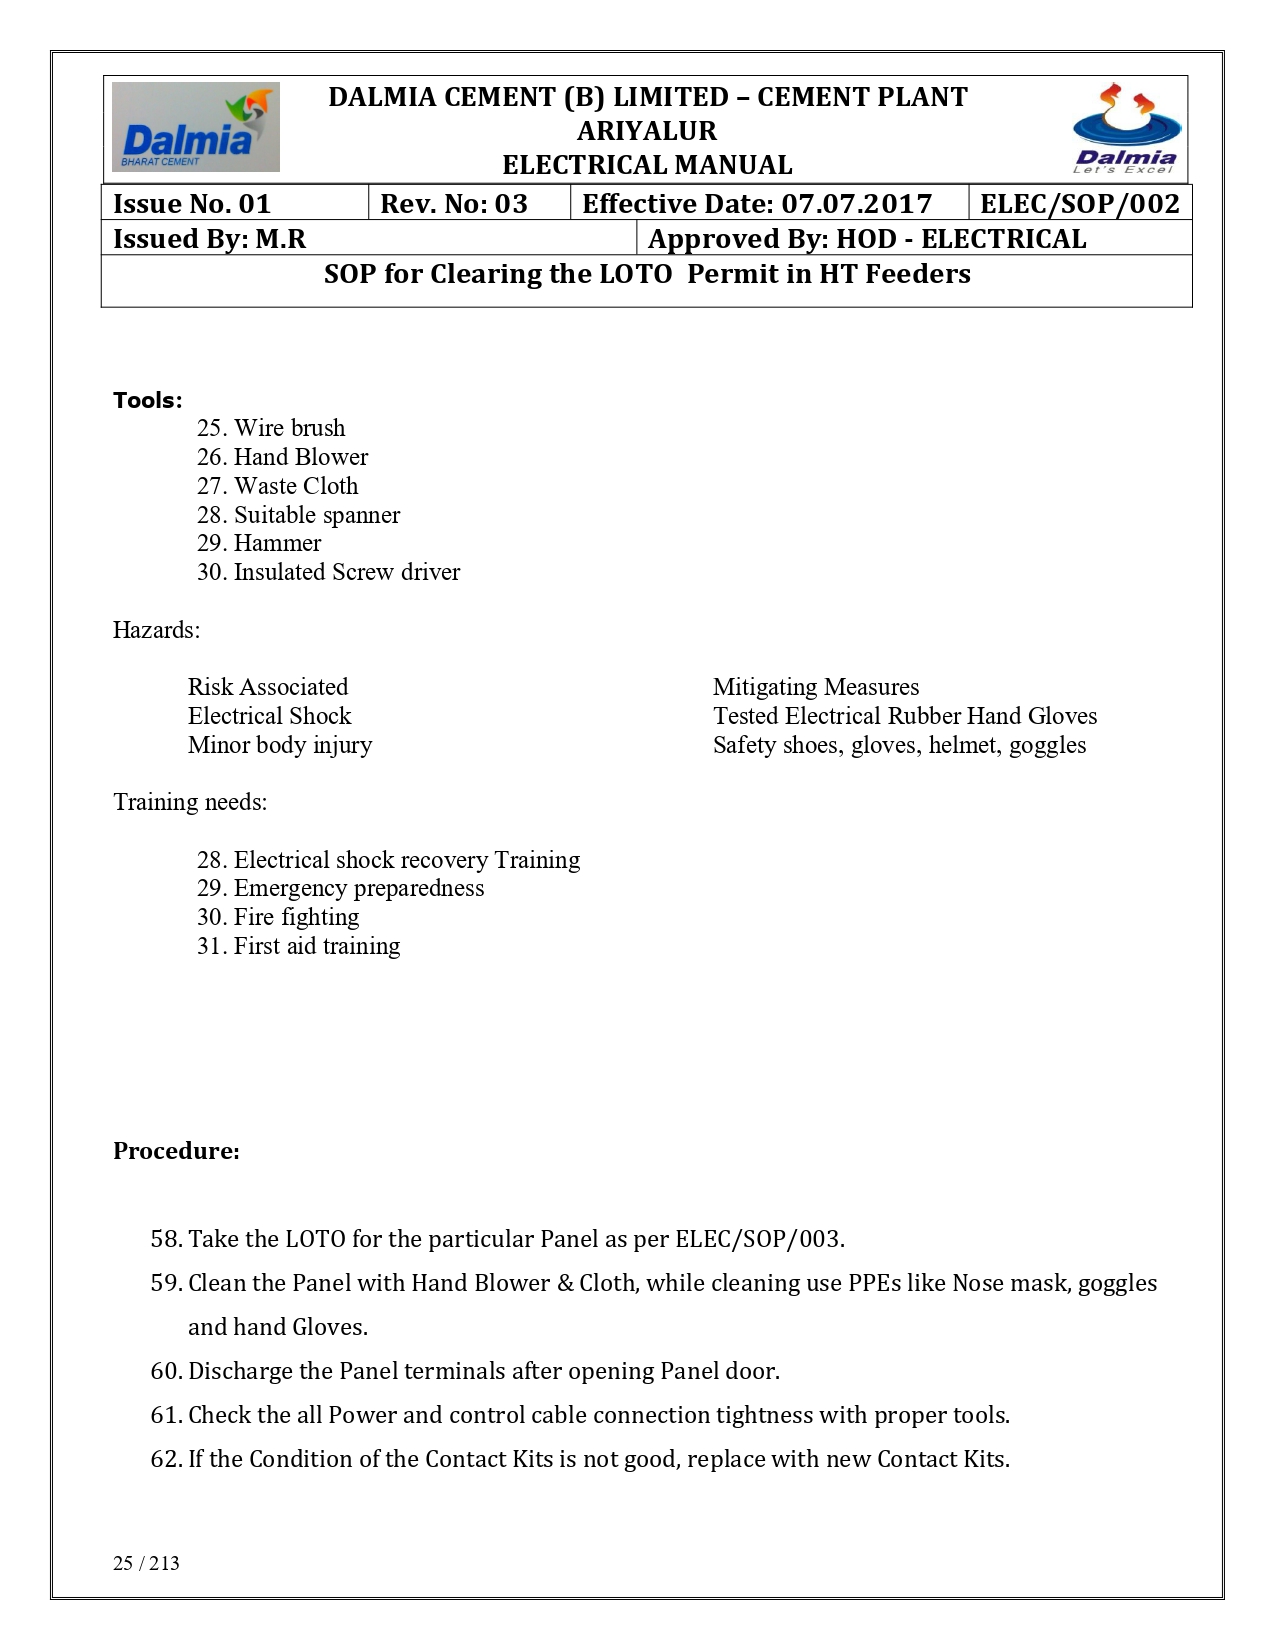 Dalmia
BHARAT CEMENT
DALMIA CEMENT (B) LIMITED – CEMENT PLANT
ARIYALUR
ELECTRICAL MANUAL
Dalmia
Let's Excel
Issue No. 01 Rev. No: 03 Effective Date: 07.07.2017 ELEC/SOP/002
Issued By: M.R Approved By: HOD - ELECTRICAL
SOP for Clearing the LOTO  Permit in HT Feeders
Tools:
25. Wire brush
26. Hand Blower
27. Waste Cloth
28. Suitable spanner
29. Hammer
30. Insulated Screw driver
Hazards:
Risk Associated Mitigating Measures
Electrical Shock Tested Electrical Rubber Hand Gloves
Minor body injury Safety shoes, gloves, helmet, goggles
Training needs:
28. Electrical shock recovery Training
29. Emergency preparedness
30. Fire fighting
31. First aid training
Procedure:
58. Take the LOTO for the particular Panel as per ELEC/SOP/003.
59. Clean the Panel with Hand Blower & Cloth, while cleaning use PPEs like Nose mask, goggles
and hand Gloves.
60. Discharge the Panel terminals after opening Panel door.
61. Check the all Power and control cable connection tightness with proper tools.
62. If the Condition of the Contact Kits is not good, replace with new Contact Kits.
25 / 213